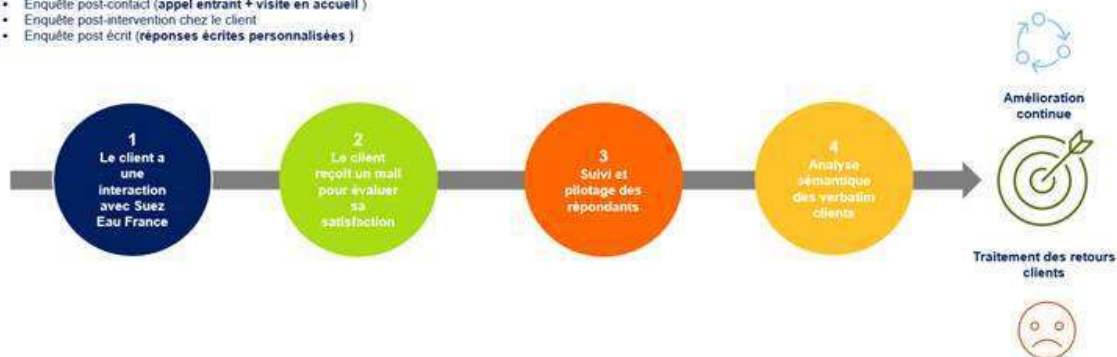 • Enquête post-contact (appel entrant + visite en accueil )
• Enquête post-intervention chez le client
• Enquête post écrit (réponses écrites personnalisées )
1
Le client a
une
interaction
avec Suez
Eau France
2
Le client
reçoit un mail
pour évaluer
sa
satisfaction
3
Suivi et
pilotage des
répondants
4
Analyse
sémantique
des verbatim
clients
Amélioration
continue
Traitement des retours
clients